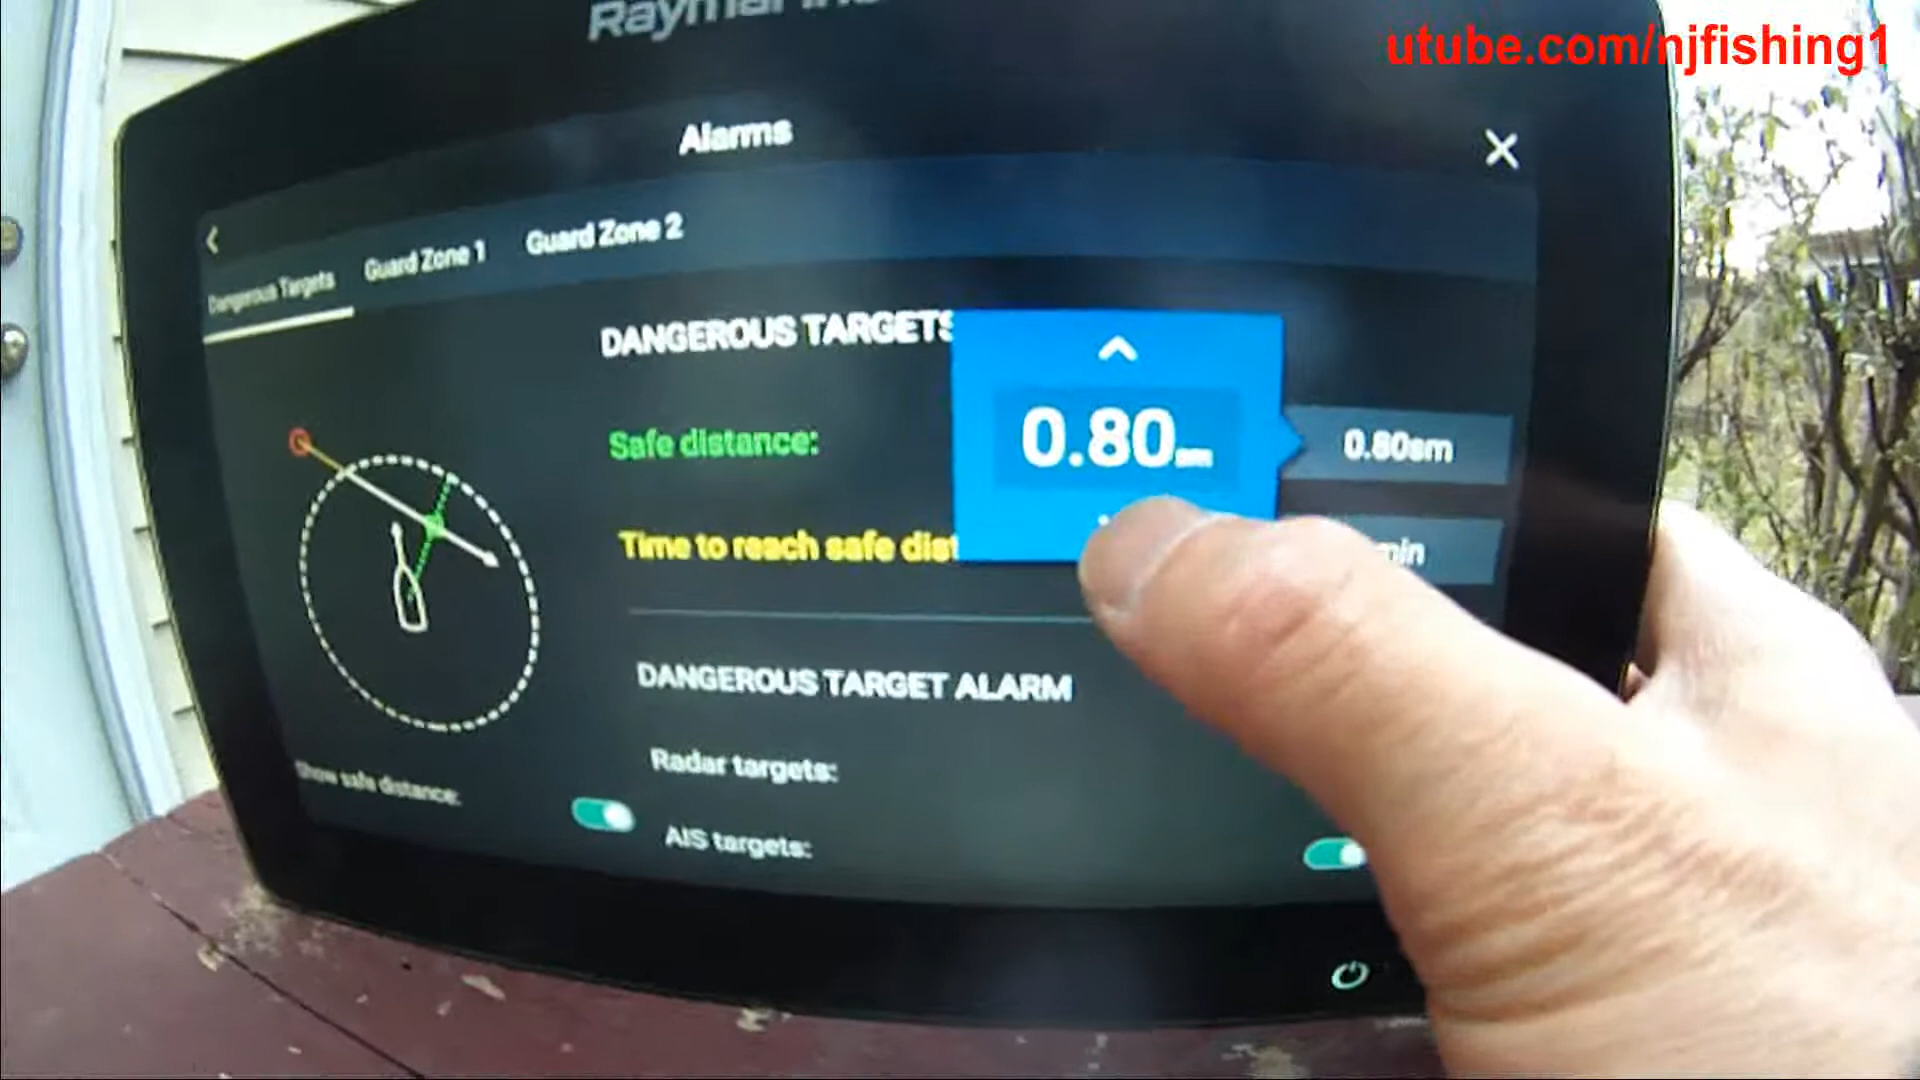 utube.com/njfishing1
Raymarine
Alarms
Dangerous Targets
Guard Zone 1
Guard Zone 2
DANGEROUS TARGETS
Safe distance:
0.80sm
0.80sm
Time to reach safe dist
min
DANGEROUS TARGET ALARM
Radar targets:
Show safe distance:
AIS targets: